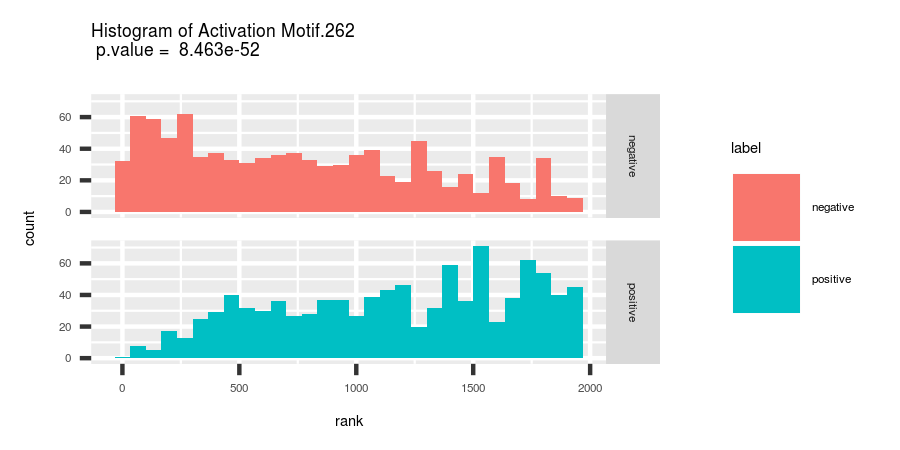 Histogram of Activation Motif.262
p.value = 8.463e-52
count
60
40
20
0
negative
60
40
20
0
positive
0 500 1000 1500 2000
rank
label
negative
positive